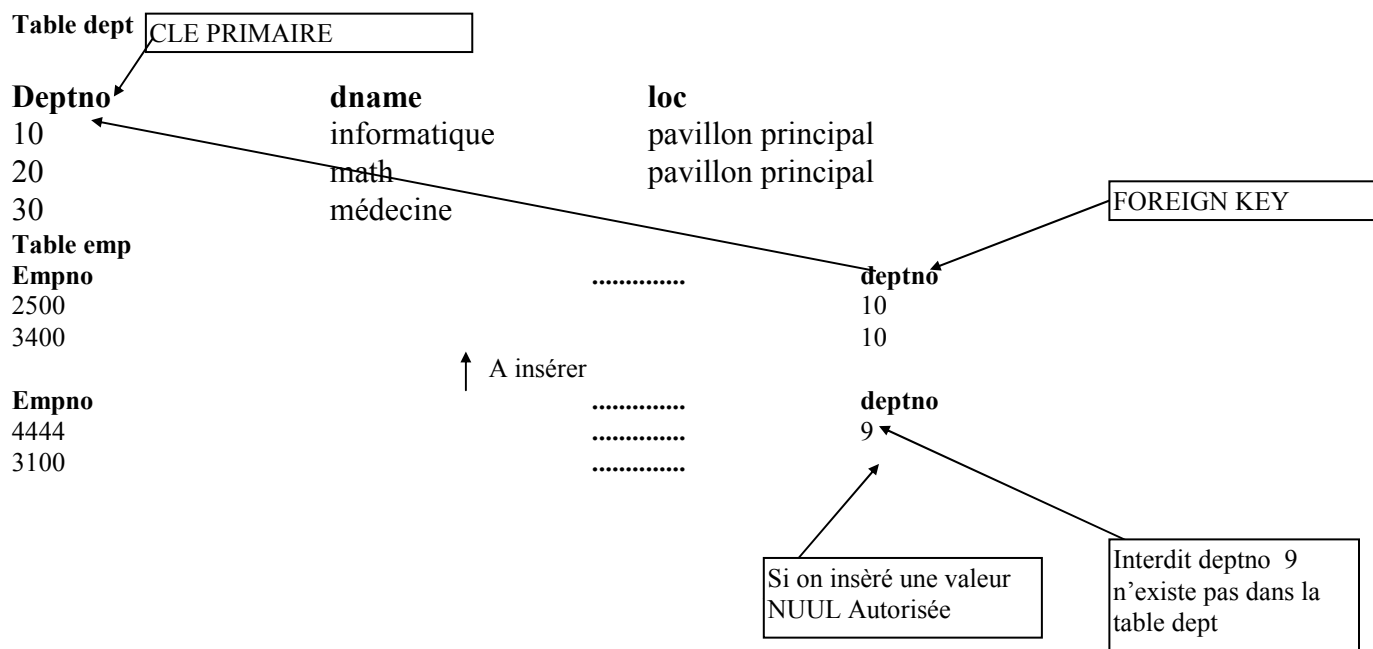 Table dept
CLE PRIMAIRE
Deptno dname loc
10 informatique pavillon principal
20 math pavillon principal
30 médecine
FOREIGN KEY
Table emp
Empno .............. deptno
2500 10
3400 10
A insérer
Empno .............. deptno
4444 .............. 9
3100 ..............
Si on insèré une valeur
NUUL Autorisée
Interdit deptno 9
n’existe pas dans la
table dept